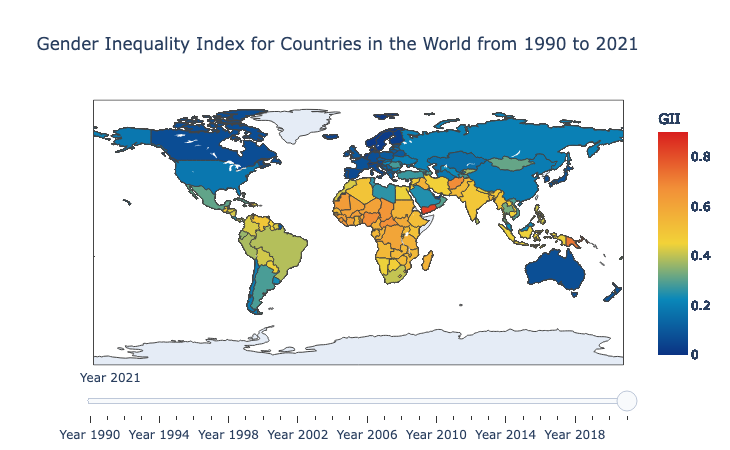 Gender Inequality Index for Countries in the World from 1990 to 2021
GII
0.8
0.6
0.4
0.2
0
Year 2021
Year 1990 Year 1994 Year 1998 Year 2002 Year 2006 Year 2010 Year 2014 Year 2018